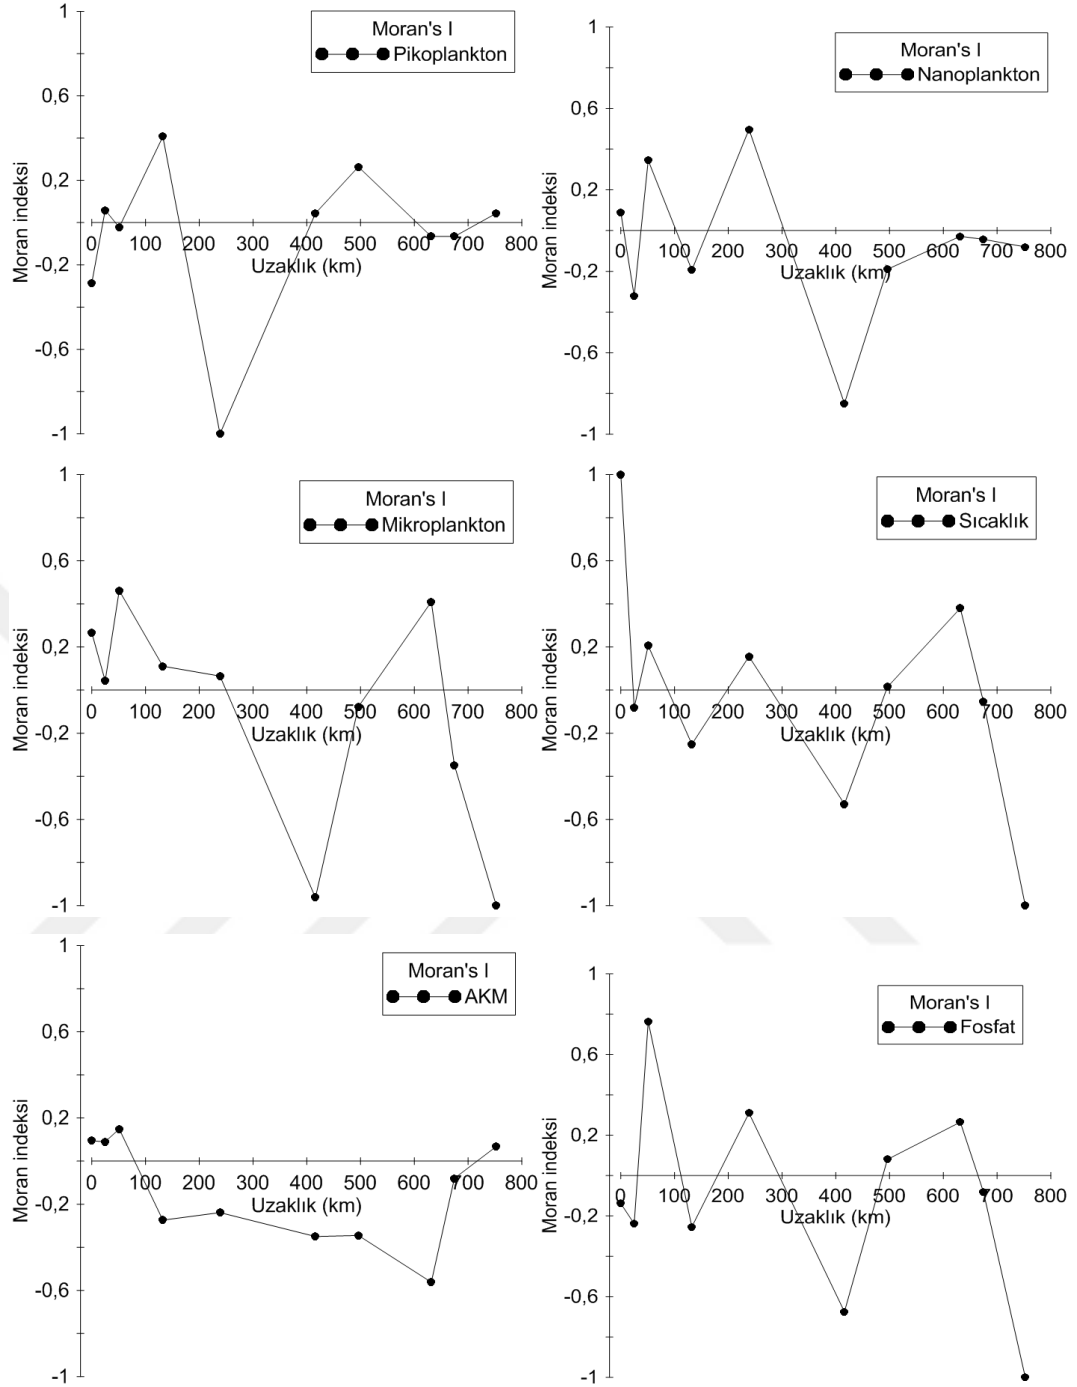 Moran's I
Pikoplankton
1
0,6
0,2
-0,2
-0,6
-1
0 100 200 300 400 500 600 700 800
Uzaklık (km)
Moran indeksi
Moran's I
Nanoplankton
1
0,6
0,2
-0,2
-0,6
-1
0 100 200 300 400 500 600 700 800
Uzaklık (km)
Moran indeksi
Moran's I
Mikroplankton
1
0,6
0,2
-0,2
-0,6
-1
0 100 200 300 400 500 600 700 800
Uzaklık (km)
Moran indeksi
Moran's I
Sıcaklık
1
0,6
0,2
-0,2
-0,6
-1
0 100 200 300 400 500 600 700 800
Uzaklık (km)
Moran indeksi
Moran's I
AKM
1
0,6
0,2
-0,2
-0,6
-1
0 100 200 300 400 500 600 700 800
Uzaklık (km)
Moran indeksi
Moran's I
Fosfat
1
0,6
0,2
-0,2
-0,6
-1
0 100 200 300 400 500 600 700 800
Uzaklık (km)
Moran indeksi